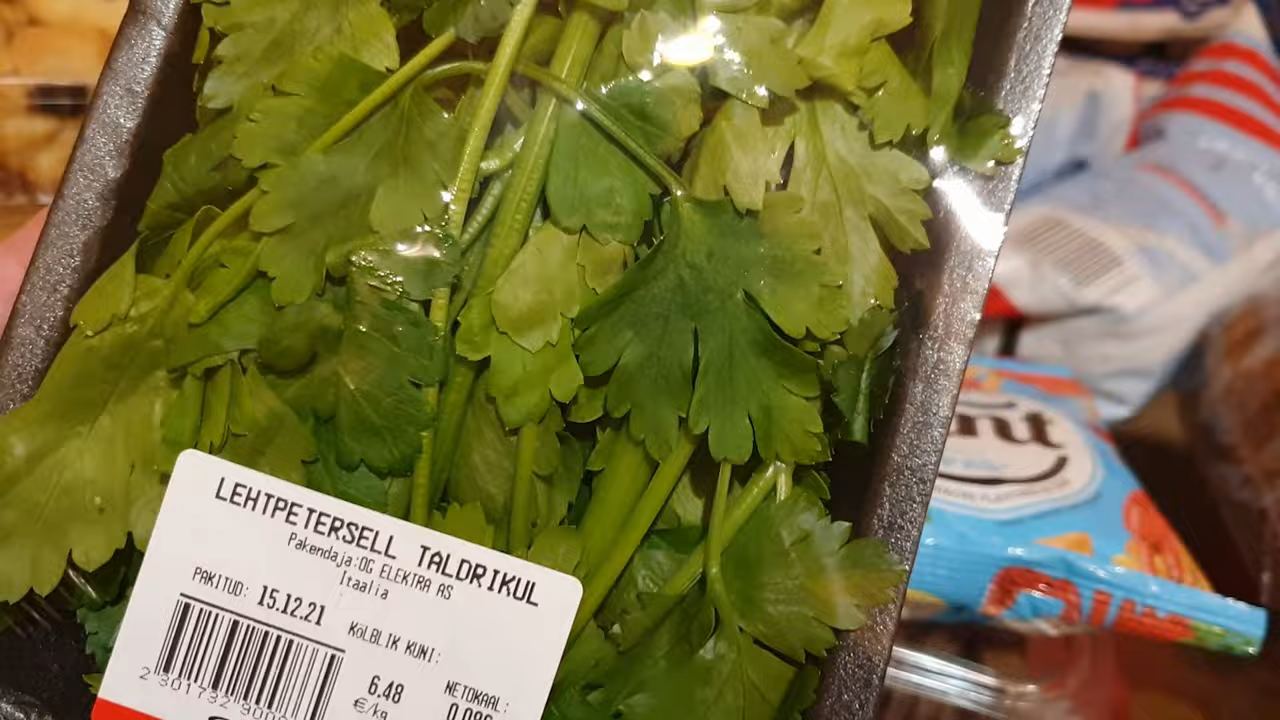 LEHTPETERSELL TALDRIKUL
Pakendaja:OG ELEKTRA AS
Itaalia
PAKITUD: 15.12.21
KÕLBLIK KUNI:
6.48
€/kg
NETOKAAL: